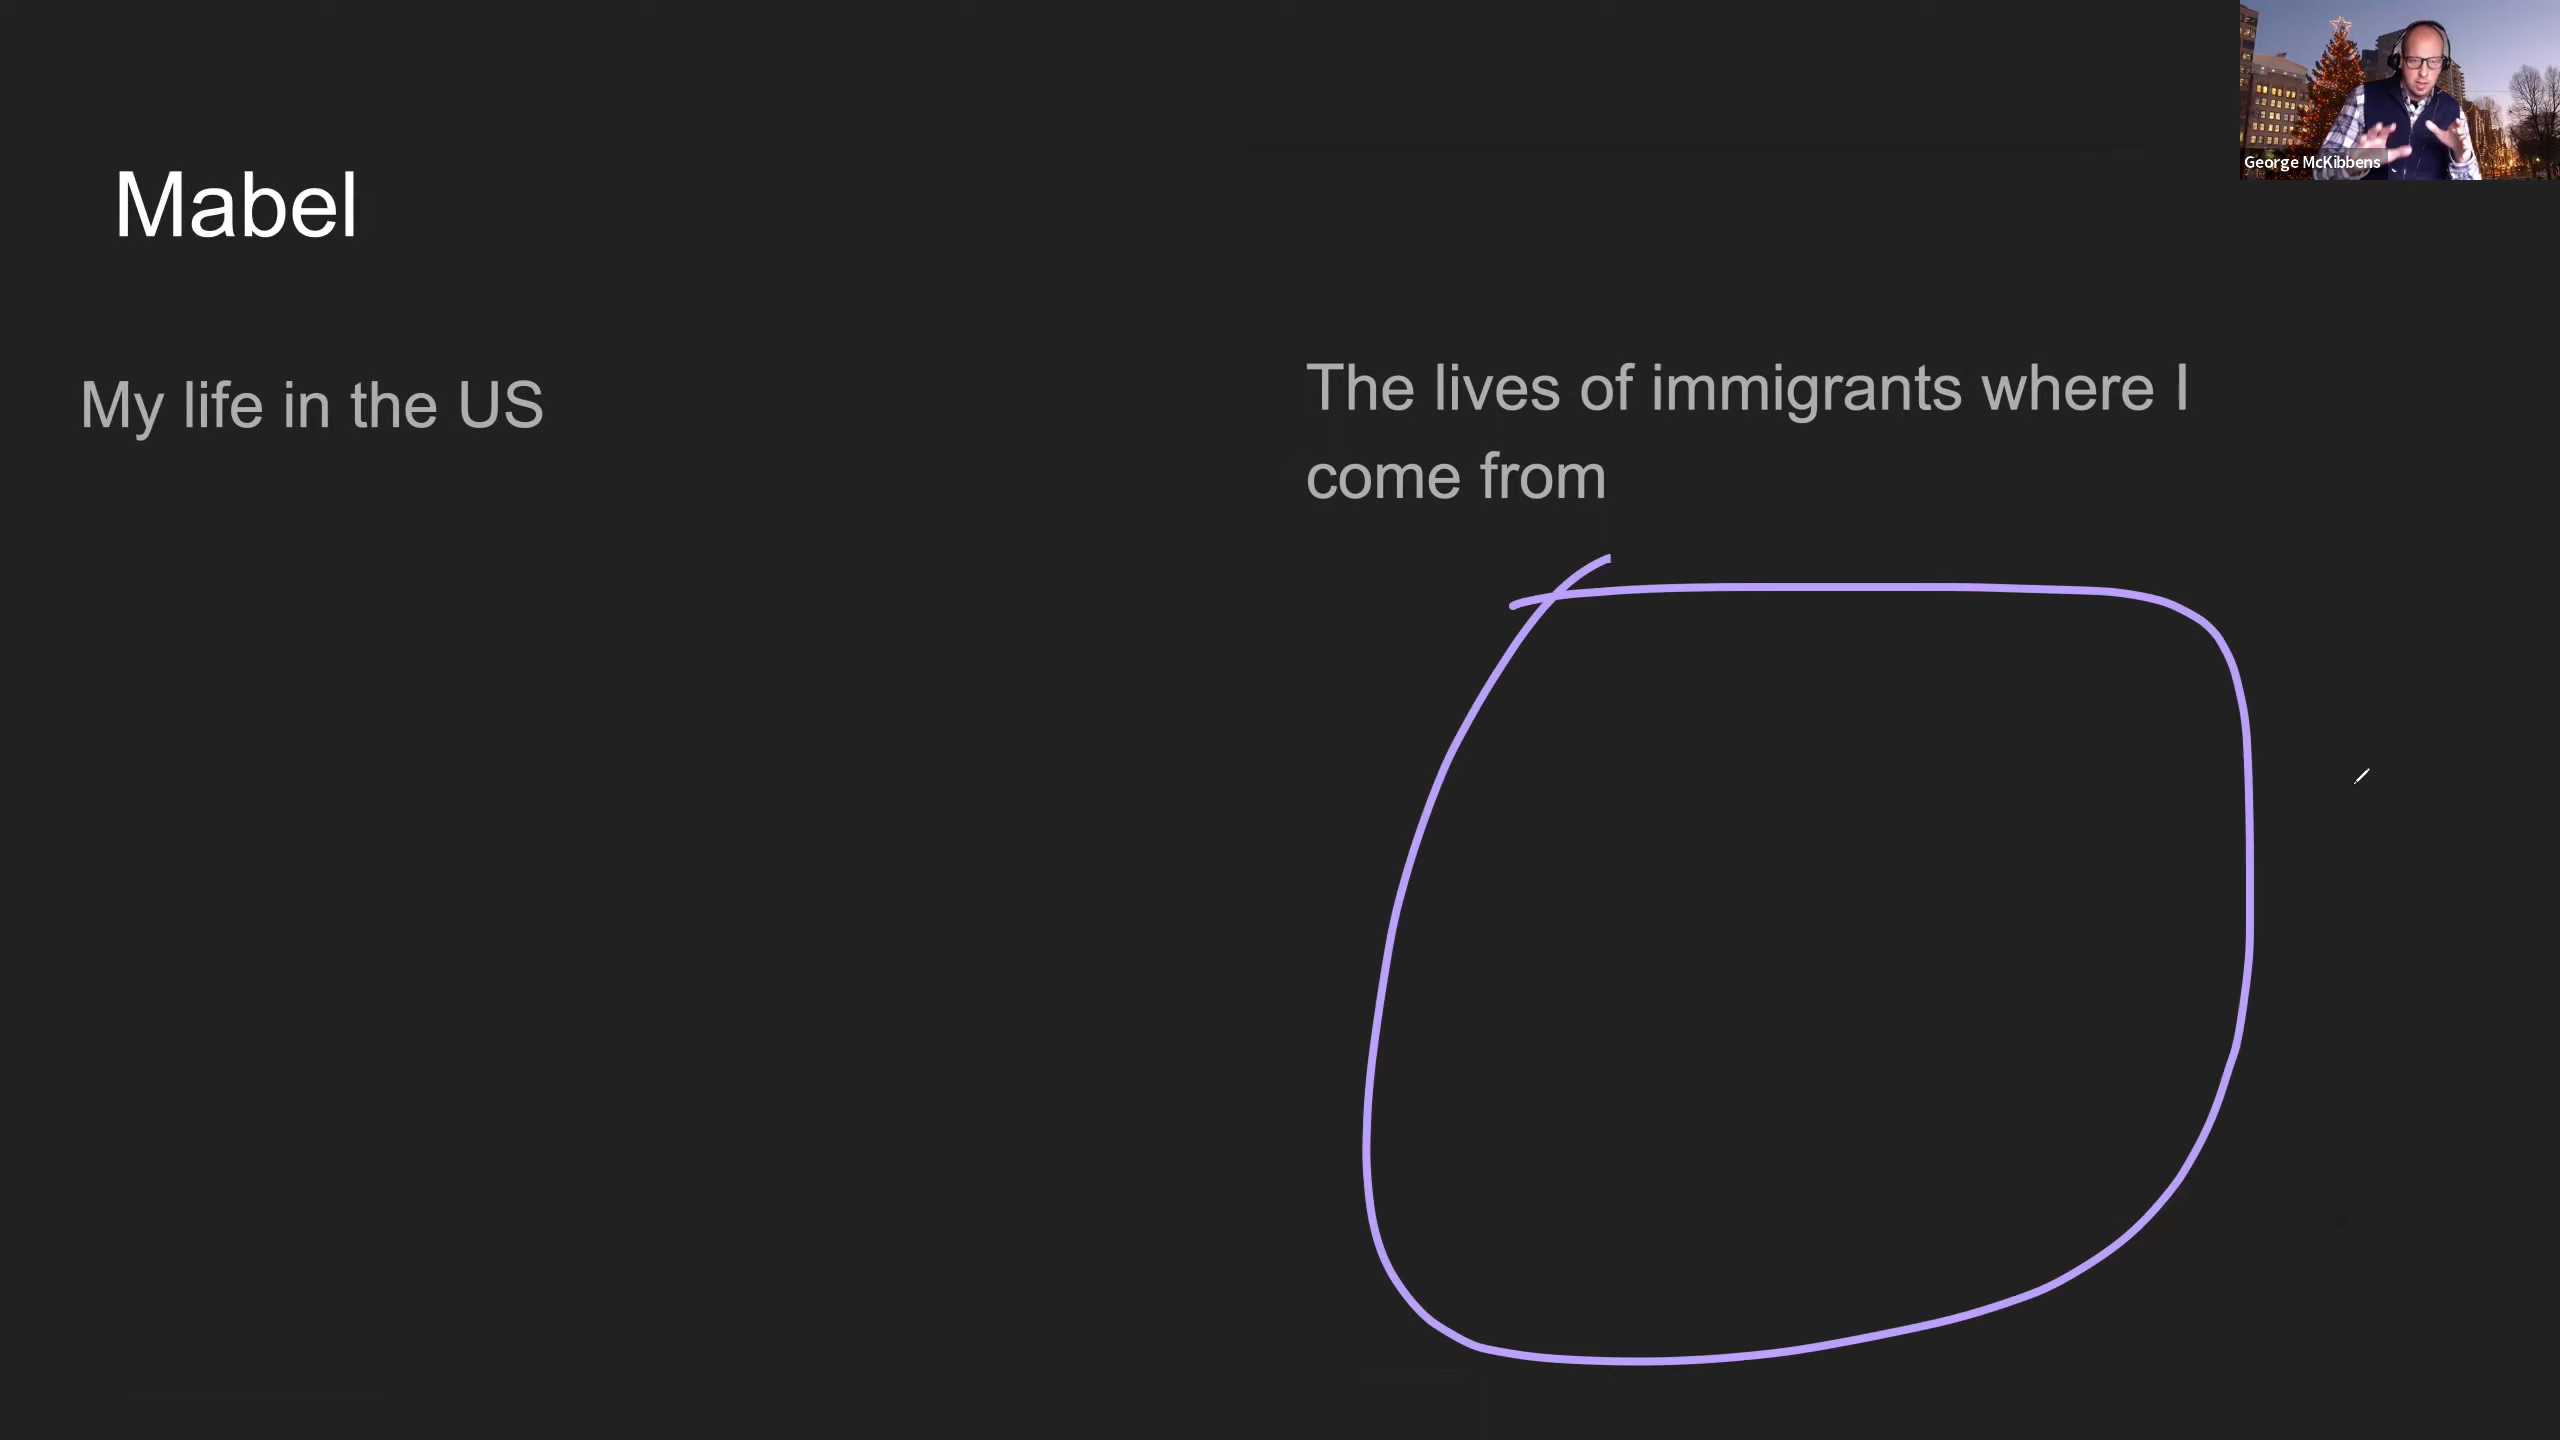 George McKibbens
Mabel
My life in the US
The lives of immigrants where I
come from